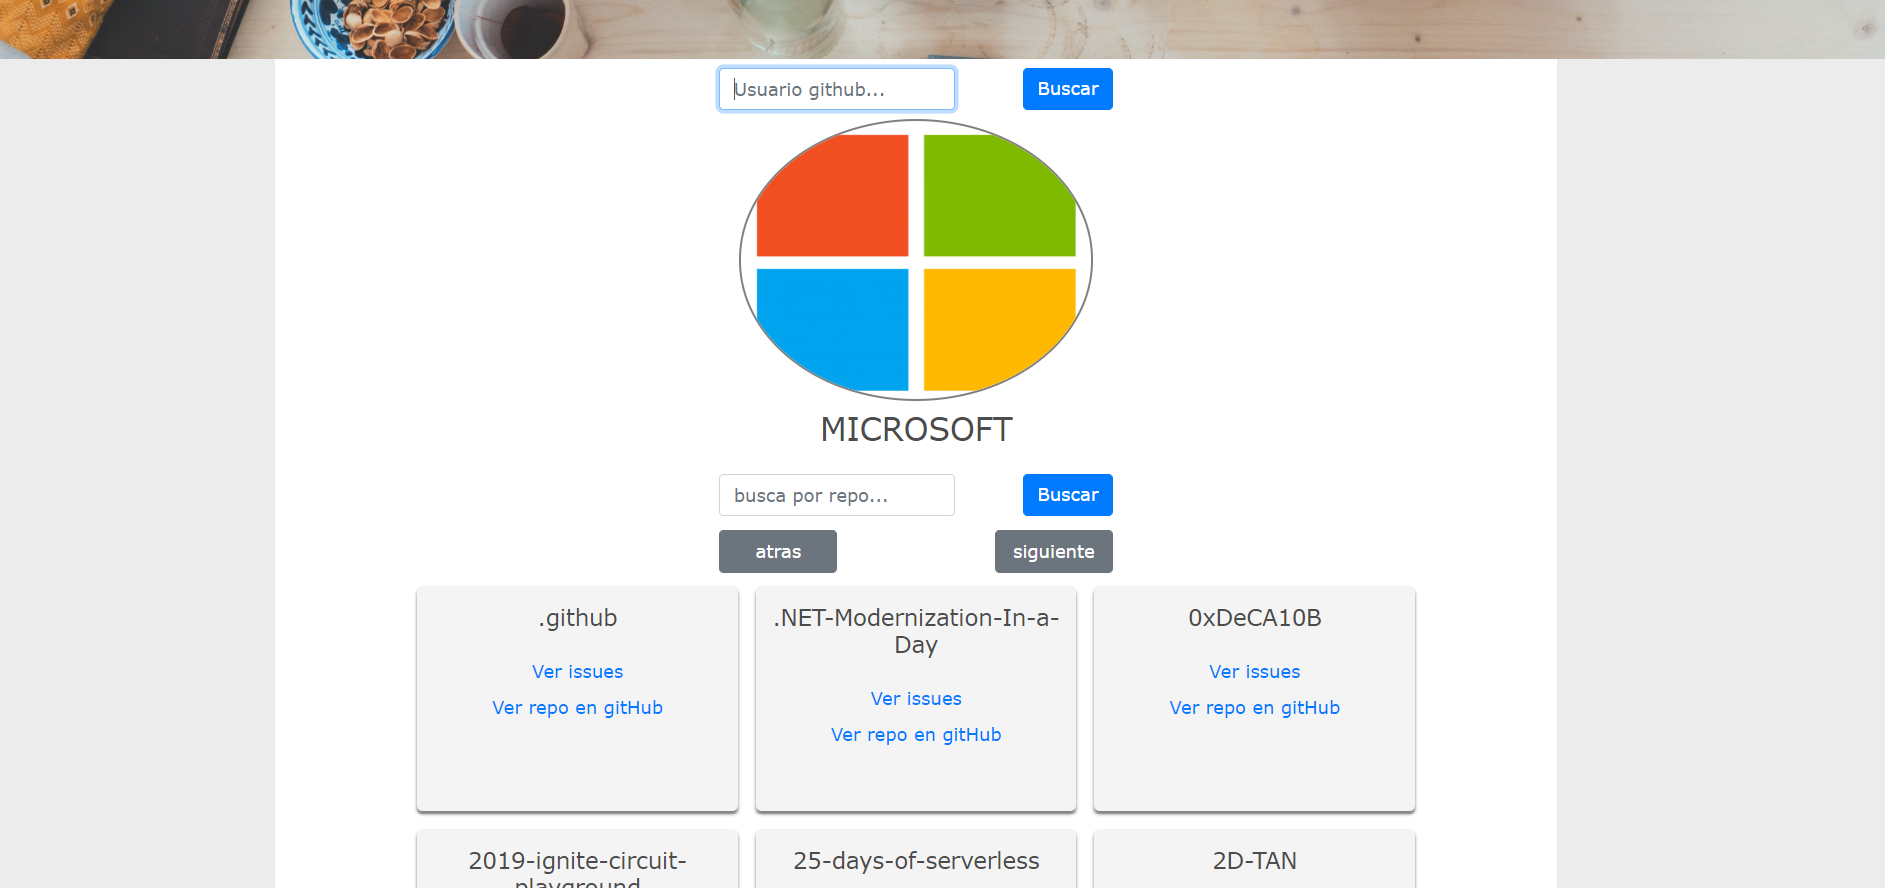 Usuario github...
Buscar
MICROSOFT
busca por repo...
Buscar
atras
siguiente
.github
Ver issues
Ver repo en gitHub
.NET-Modernization-In-a-
Day
Ver issues
Ver repo en gitHub
0xDeCA10B
Ver issues
Ver repo en gitHub
2019-ignite-circuit-
playground
25-days-of-serverless
2D-TAN